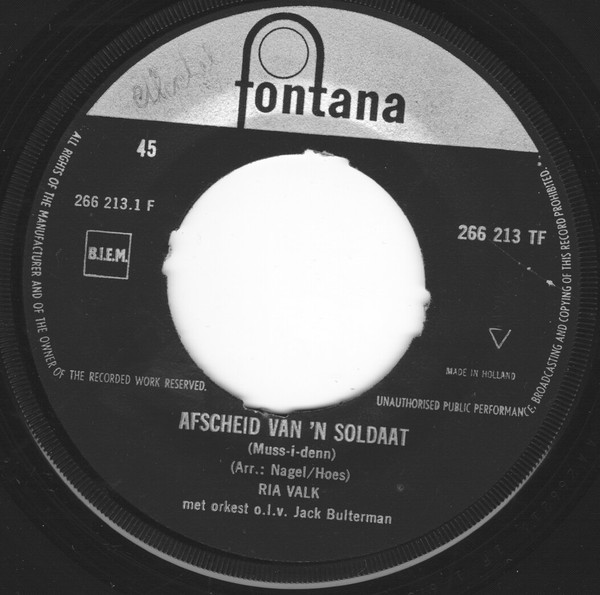 fontana
45
266 213.1 F
B.I.E.M.
266 213 TF
MADE IN HOLLAND
ALL RIGHTS OF THE MANUFACTURER AND OF THE OWNER OF THE RECORDED WORK RESERVED.
UNAUTHORISED PUBLIC PERFORMANCE, BROADCASTING AND COPYING OF THIS RECORD PROHIBITED.
AFSCHEID VAN 'N SOLDAAT
(Muss-i-denn)
(Arr.: Nagel/Hoes)
RIA VALK
met orkest o.l.v. Jack Bulterman